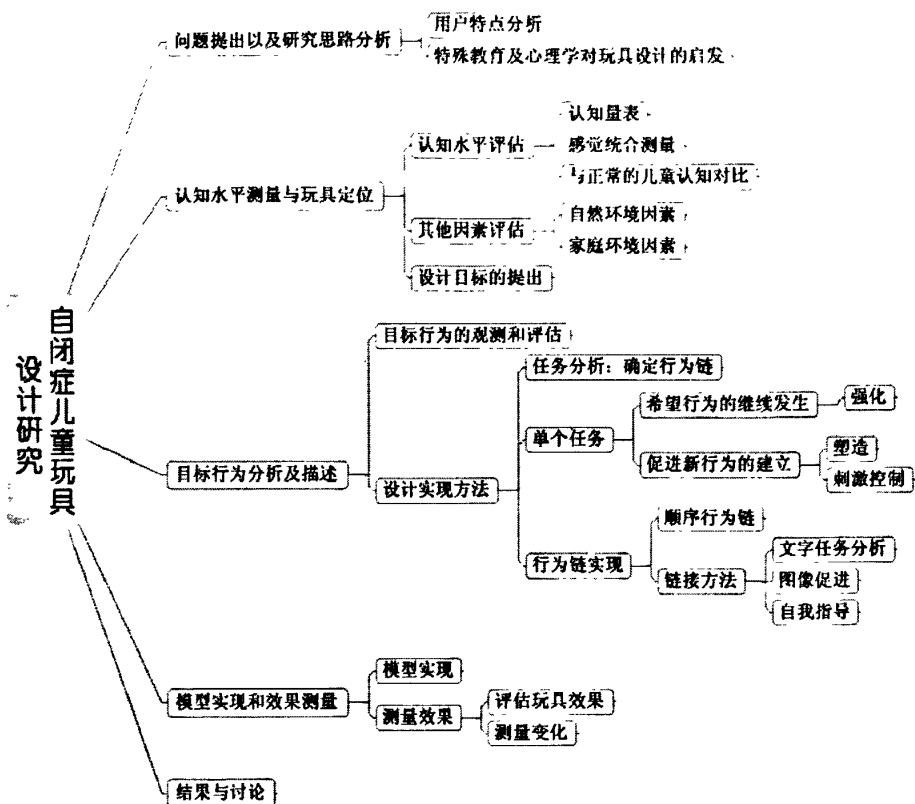 自闭症儿童玩具
设计研究
问题提出以及研究思路分析
用户特点分析
特殊教育及心理学对玩具设计的启发
认知水平测量与玩具定位
认知水平评估
认知量表
感觉统合测量
与正常的儿童认知对比
其他因素评估
自然环境因素
家庭环境因素
设计目标的提出
目标行为分析及描述
目标行为的观测和评估
设计实现方法
任务分析：确定行为链
单个任务
希望行为的继续发生
强化
促进新行为的建立
塑造
刺激控制
行为链实现
顺序行为链
链接方法
文字任务分析
图像促进
自我指导
模型实现和效果测量
模型实现
测量效果
评估玩具效果
测量变化
结果与讨论